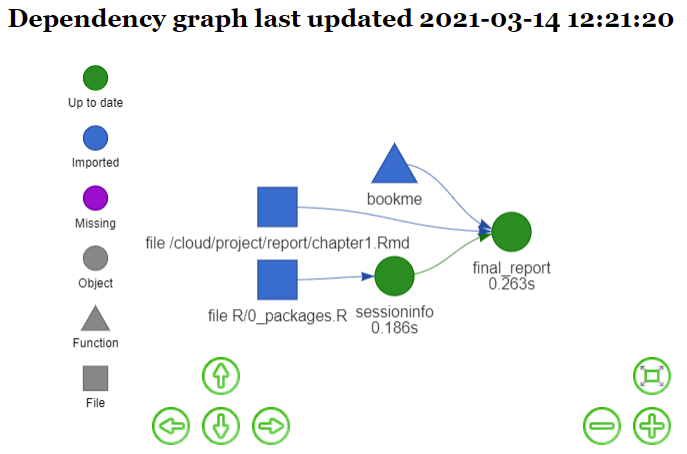 Dependency graph last updated 2021-03-14 12:21:20
Up to date
Imported
Missing
Object
Function
File
bookme
file /cloud/project/report/chapter1.Rmd
final_report
0.263s
file R/0_packages.R
sessioninfo
0.186s